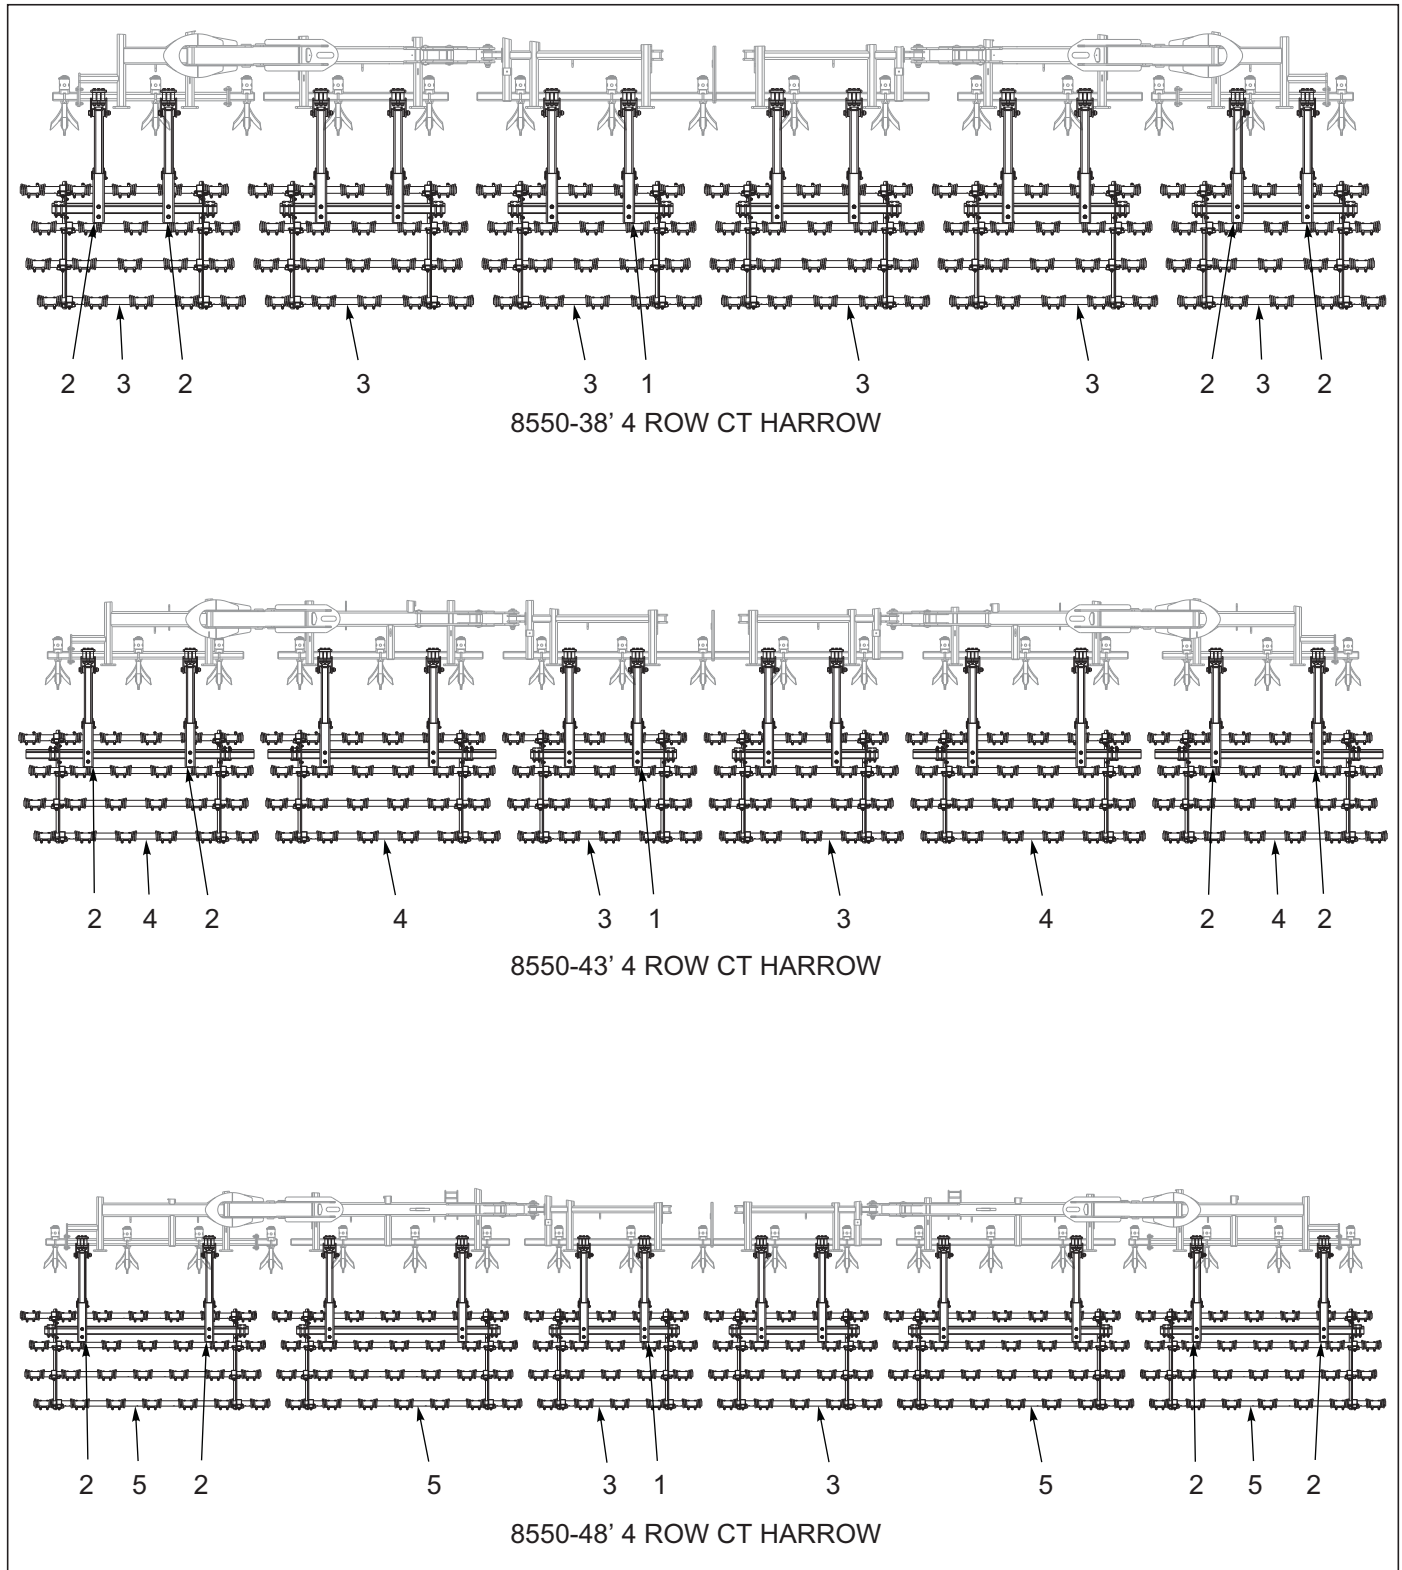 2 3 2 3 3 1 3 3 2 3 2
8550-38’ 4 ROW CT HARROW
2 4 2 4 3 1 3 4 2 4 2
8550-43’ 4 ROW CT HARROW
2 5 2 5 3 1 3 5 2 5 2
8550-48’ 4 ROW CT HARROW